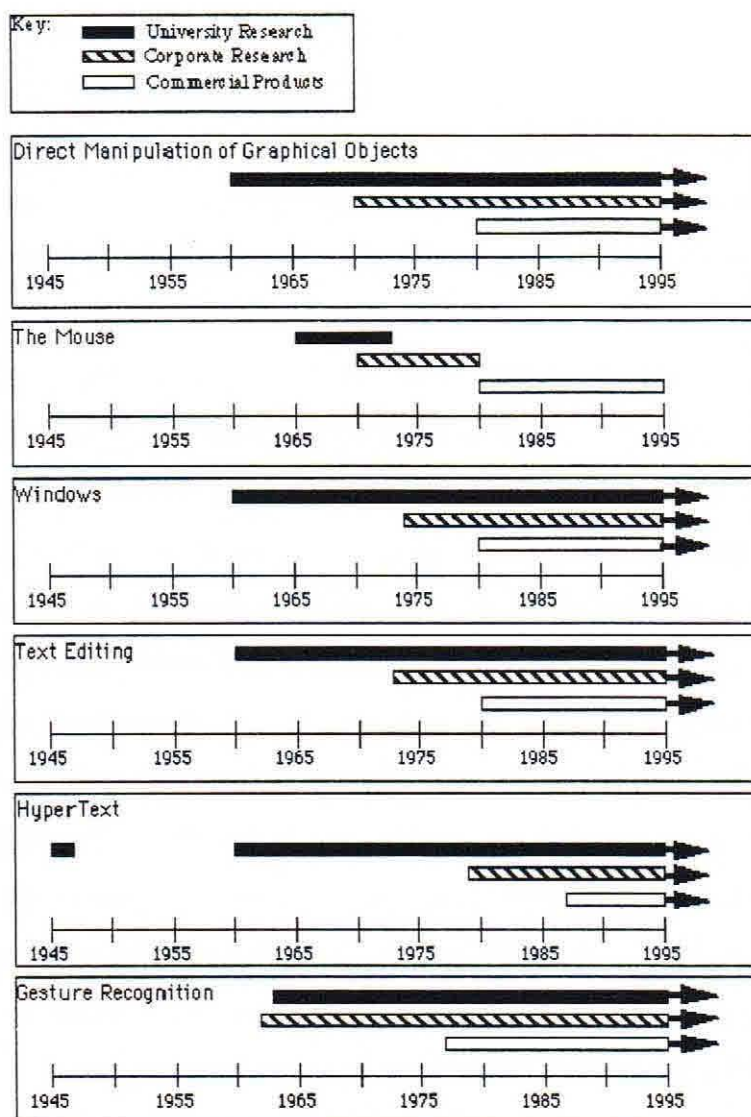 Key:
University Research
Corporate Research
Commercial Products
Direct Manipulation of Graphical Objects
1945 1955 1965 1975 1985 1995
The Mouse
1945 1955 1965 1975 1985 1995
Windows
1945 1955 1965 1975 1985 1995
Text Editing
1945 1955 1965 1975 1985 1995
HyperText
1945 1955 1965 1975 1985 1995
Gesture Recognition
1945 1955 1965 1975 1985 1995